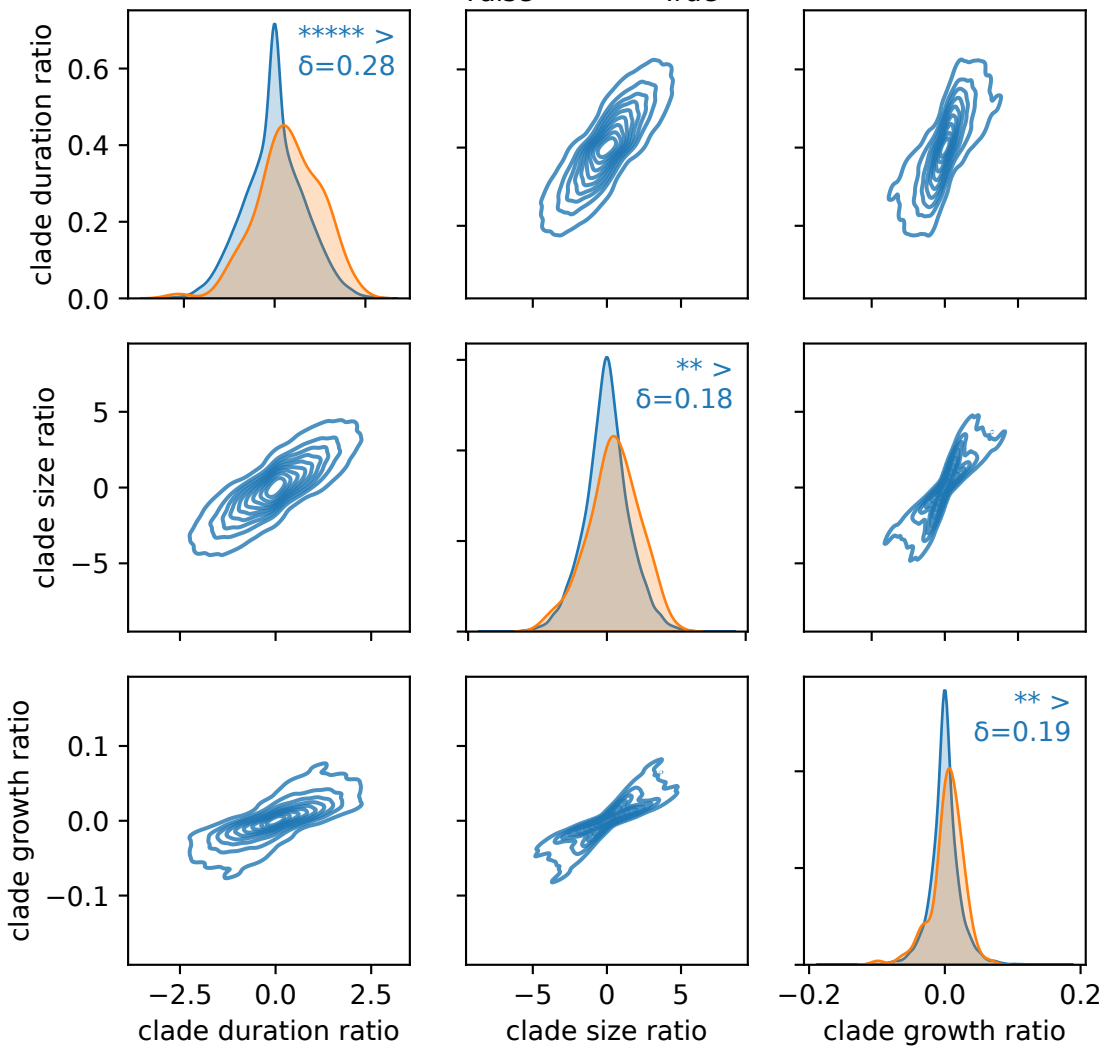 clade duration ratio
0.6
0.4
0.2
0.0
***** >
δ=0.28
clade size ratio
5
0
−5
** >
δ=0.18
clade growth ratio
0.1
0.0
−0.1
** >
δ=0.19
−2.5 0.0 2.5
−5 0 5
−0.2 0.0 0.2
clade duration ratio
clade size ratio
clade growth ratio